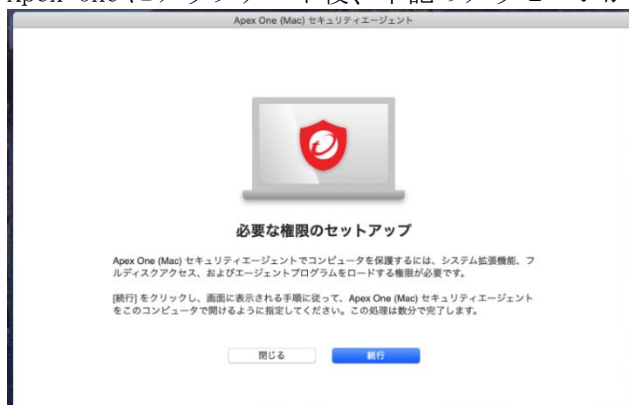 Apex One (Mac) セキュリティエージェント
必要な権限のセットアップ
Apex One (Mac) セキュリティエージェントでコンピュータを保護するには、システム拡張機能、フ
ルディスクアクセス、およびエージェントプログラムをロードする権限が必要です。
[続行] をクリックし、画面に表示される手順に従って、Apex One (Mac) セキュリティエージェント
をこのコンピュータで開けるように指定してください。この処理は数分で完了します。
閉じる
続行